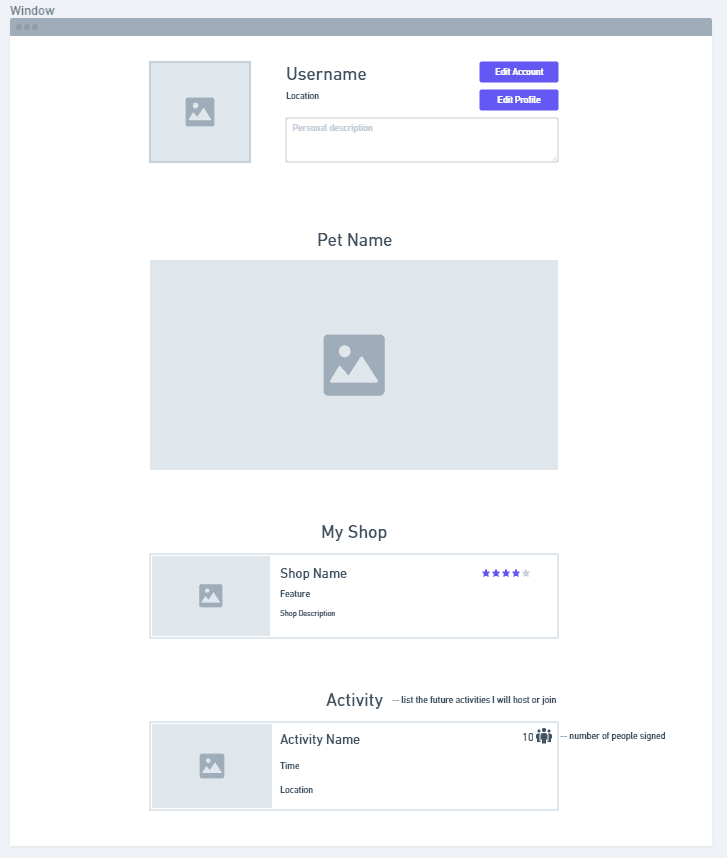 Window
Username
Edit Account
Location
Edit Profile
Personal description
Pet Name
My Shop
Shop Name
Feature
Shop Description
Activity -- list the future activities I will host or join
Activity Name
10 -- number of people signed
Time
Location